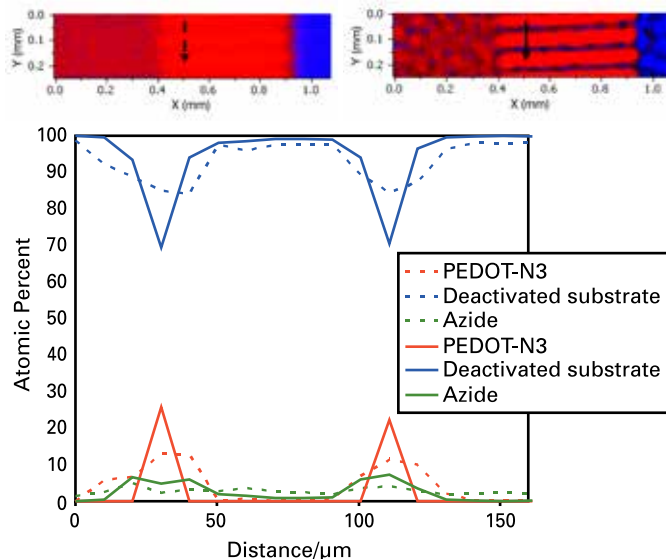 0.0
0.1
0.2
Y (mm)
0.0 0.2 0.4 0.6 0.8 1.0
X (mm)
0.0
0.1
0.2
Y (mm)
0.0 0.2 0.4 0.6 0.8 1.0
X (mm)
100
90
80
70
60
50
40
30
20
10
0
Atomic Percent
PEDOT-N3
Deactivated substrate
Azide
PEDOT-N3
Deactivated substrate
Azide
0 50 100 150
Distance/μm